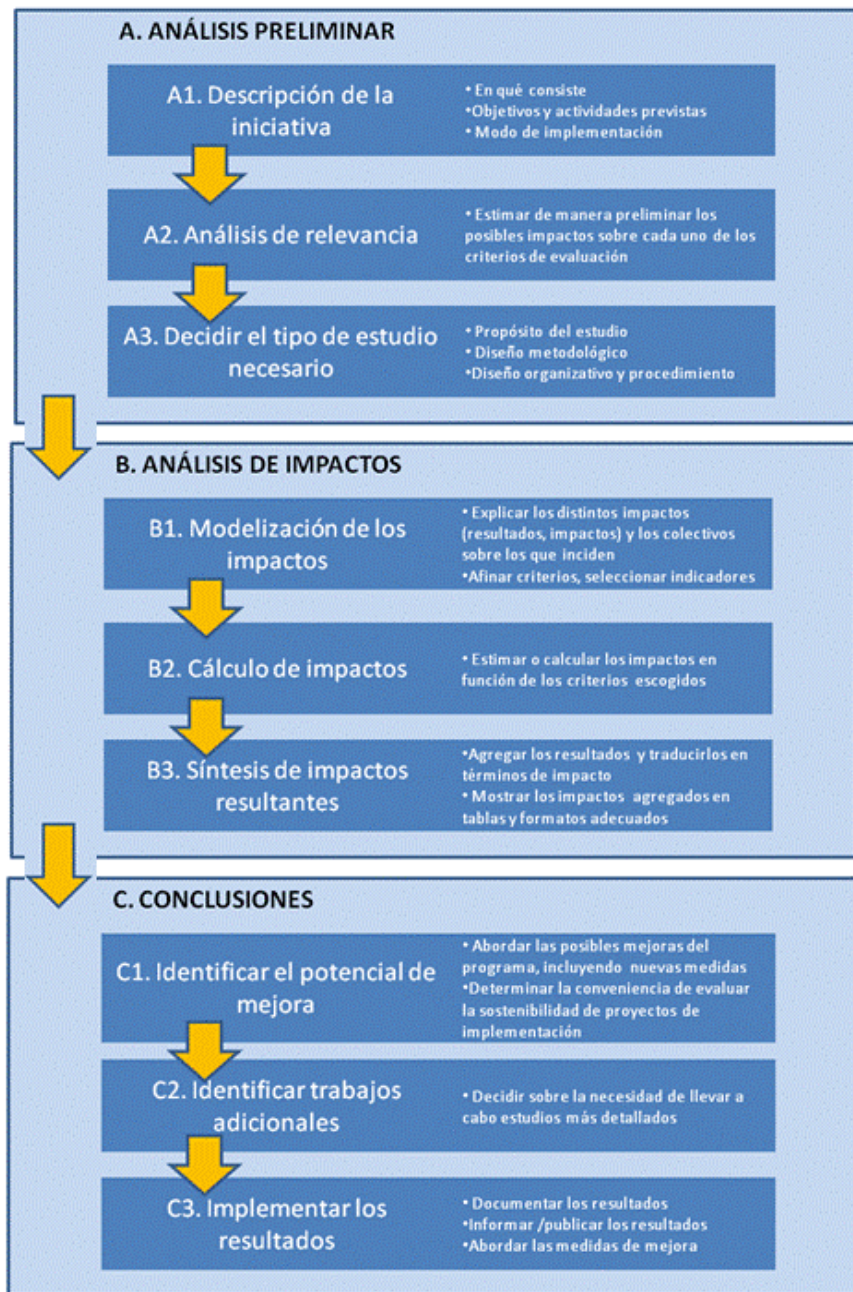 A. ANÁLISIS PRELIMINAR
A1. Descripción de la
iniciativa
• En qué consiste
•Objetivos y actividades previstas
• Modo de implementación
A2. Análisis de relevancia
• Estimar de manera preliminar los
posibles impactos sobre cada uno de los
criterios de evaluación
A3. Decidir el tipo de estudio
necesario
• Propósito del estudio
• Diseño metodológico
•Diseño organizativo y procedimiento
B. ANÁLISIS DE IMPACTOS
B1. Modelización de los
impactos
• Explicar los distintos impactos
(resultados, impactos) y los colectivos
sobre los que inciden
•Afinar criterios, seleccionar indicadores
B2. Cálculo de impactos
• Estimar o calcular los impactos en
función de los criterios escogidos
B3. Síntesis de impactos
resultantes
•Agregar los resultados y traducirlos en
términos de impacto
• Mostrar los impactos agregados en
tablas y formatos adecuados
C. CONCLUSIONES
C1. Identificar el potencial de
mejora
• Abordar las posibles mejoras del
programa, incluyendo nuevas medidas
•Determinar la conveniencia de evaluar
la sostenibilidad de proyectos de
implementación
C2. Identificar trabajos
adicionales
• Decidir sobre la necesidad de llevar a
cabo estudios más detallados
C3. Implementar los
resultados
• Documentar los resultados
•Informar /publicar los resultados
•Abordar las medidas de mejora